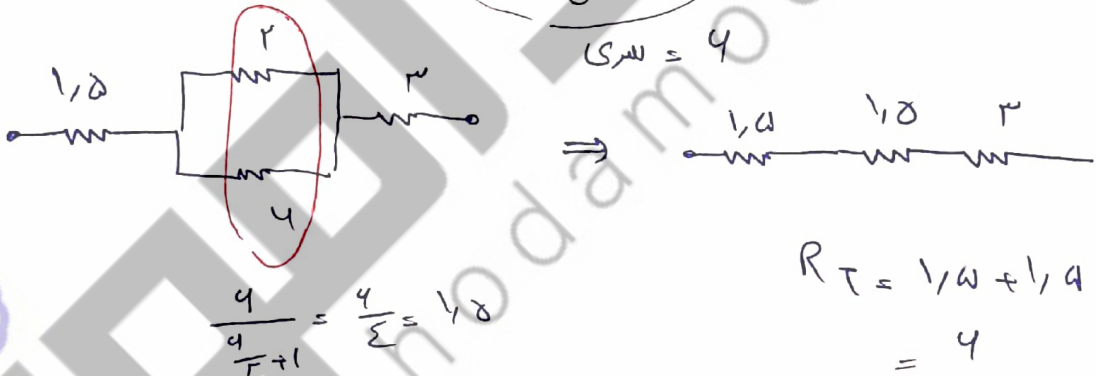 سری = ۶
۱٫۵ ۲ ۳
۶
⇒ ۱٫۵ ۱٫۵ ۳
۶/(۶/۲+۱) = ۶/۴ = ۱٫۵
R T = ۱٫۵ + ۱٫۵
= ۶
nodamo